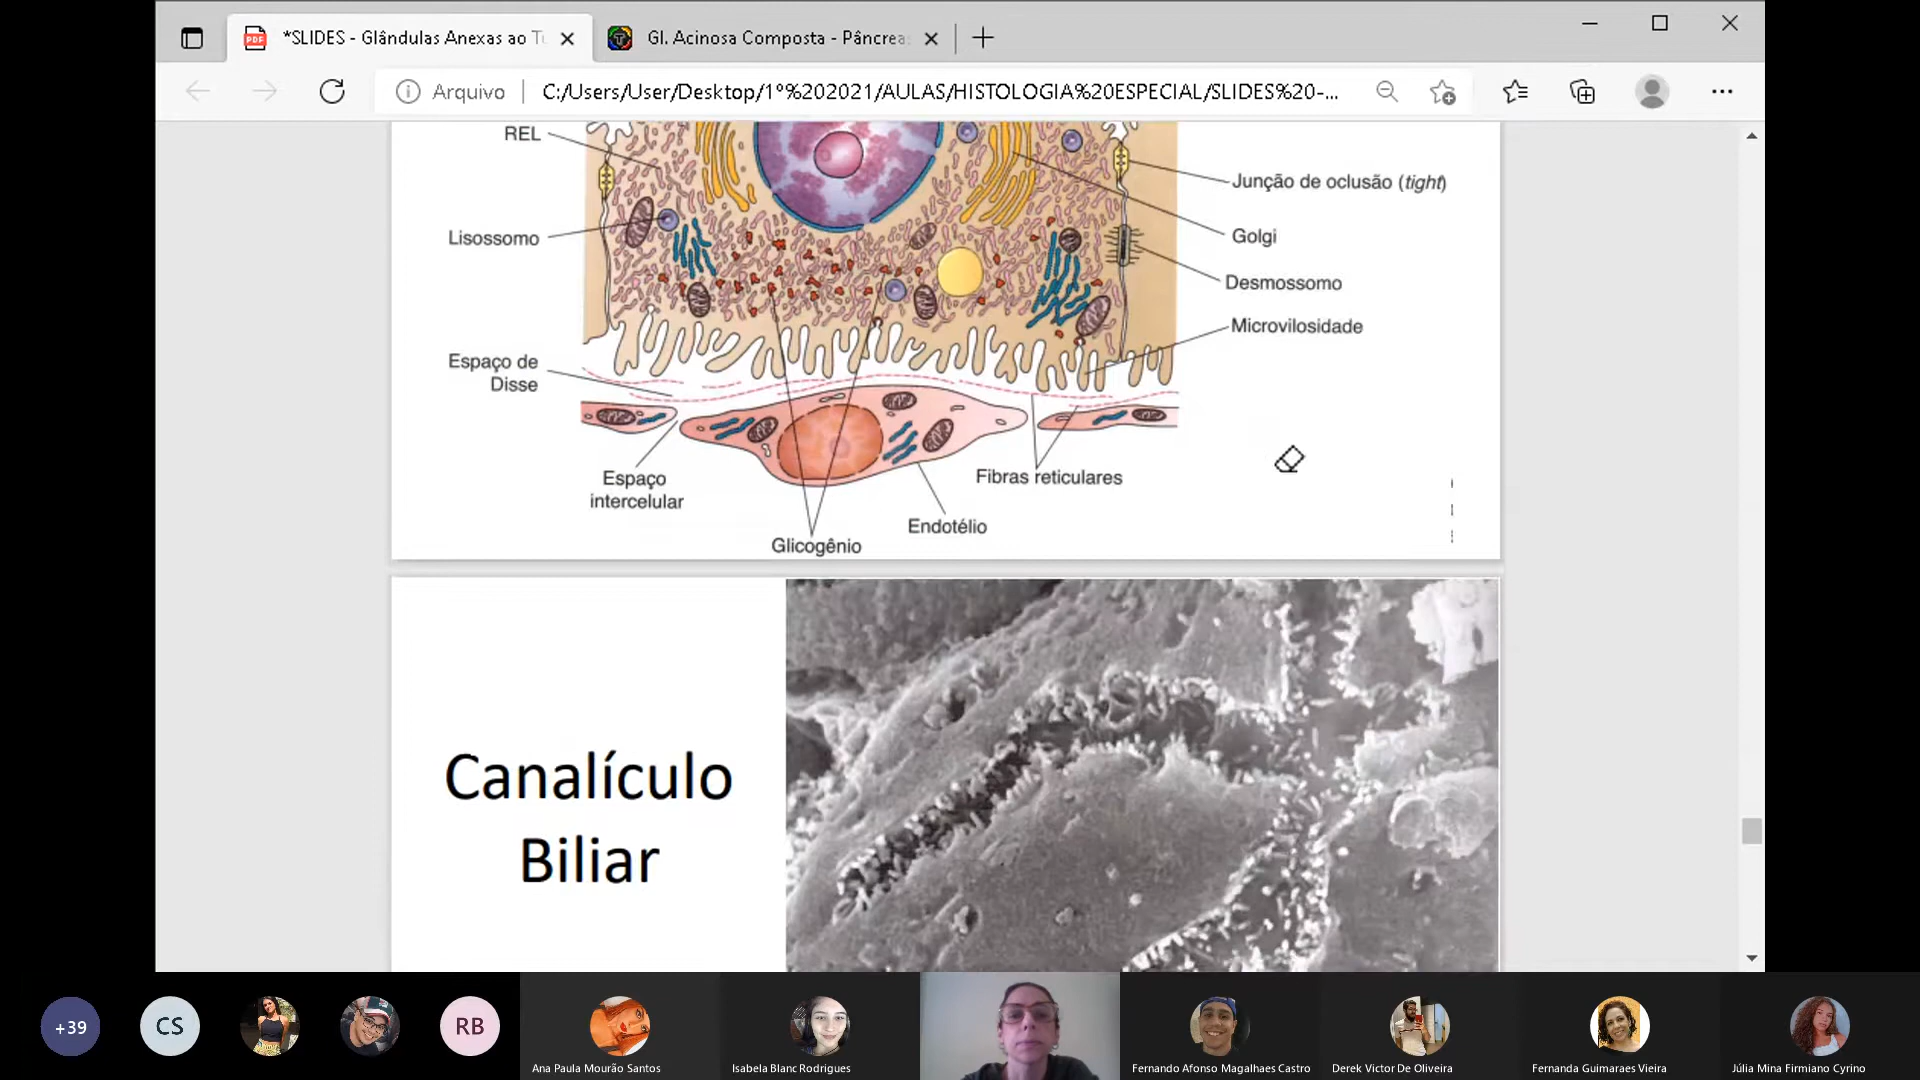 *SLIDES - Glândulas Anexas ao T
Gl. Acinosa Composta - Pâncrea
Arquivo
C:/Users/User/Desktop/1º%202021/AULAS/HISTOLOGIA%20ESPECIAL/SLIDES%20-...
REL
Junção de oclusão (tight)
Lisossomo
Golgi
Desmossomo
Microvilosidade
Espaço de
Disse
Espaço
intercelular
Fibras reticulares
Endotélio
Glicogênio
Canalículo
Biliar
+39
CS
RB
Ana Paula Mourão Santos
Isabela Blanc Rodrigues
Fernando Afonso Magalhaes Castro
Derek Victor De Oliveira
Fernanda Guimaraes Vieira
Júlia Mina Firmiano Cyrino